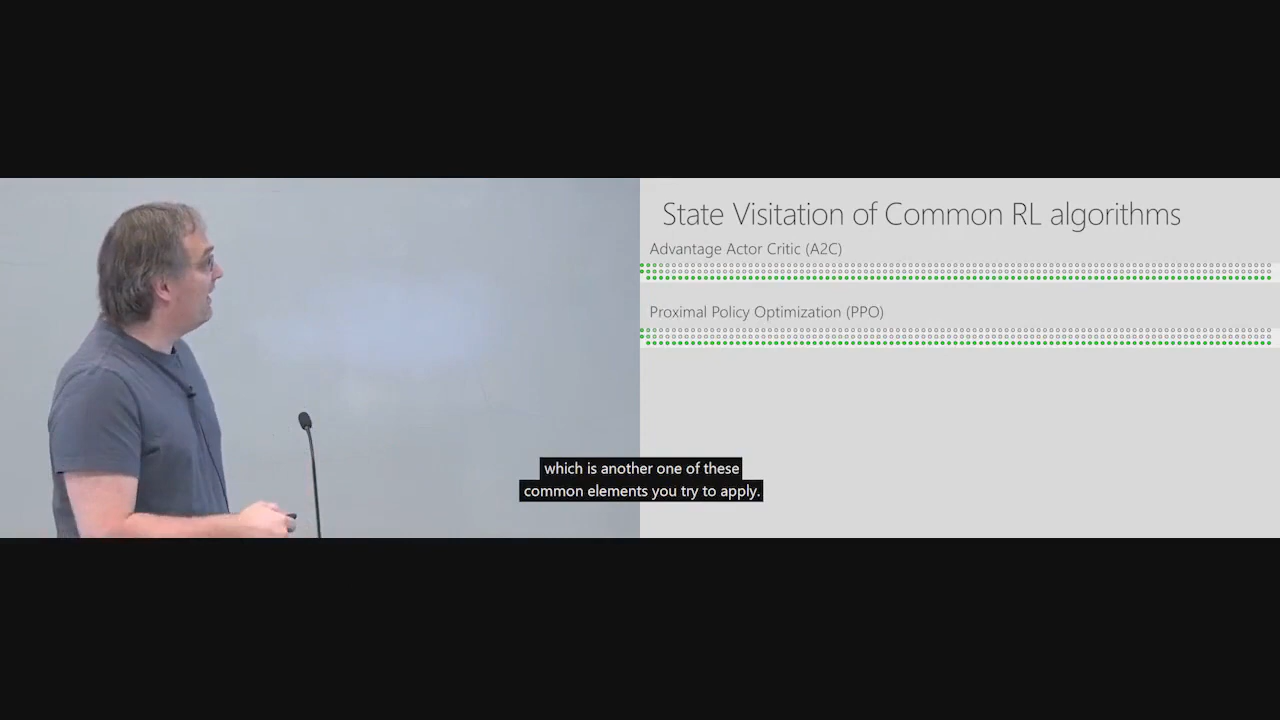 State Visitation of Common RL algorithms
Advantage Actor Critic (A2C)
Proximal Policy Optimization (PPO)
which is another one of these
common elements you try to apply.